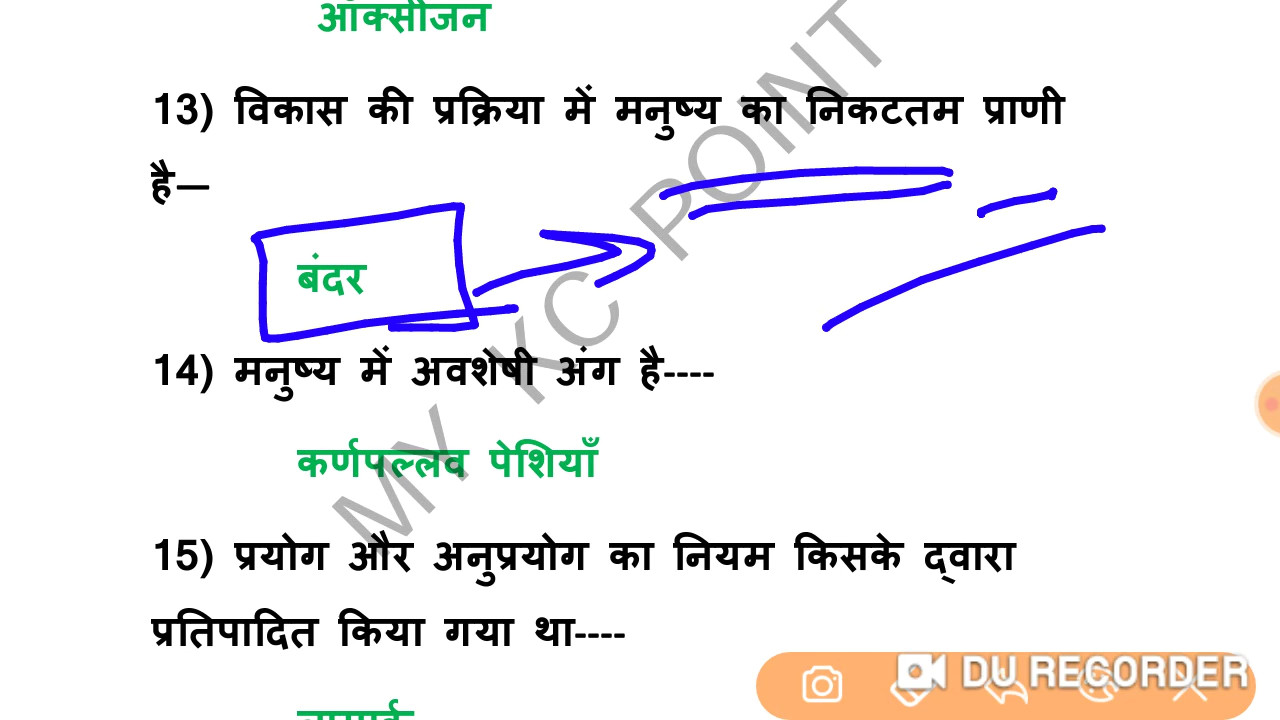 ऑक्सीजन
13) विकास की प्रक्रिया में मनुष्य का निकटतम प्राणी
है—
बंदर
14) मनुष्य में अवशेषी अंग है----
कर्णपल्लव पेशियाँ
15) प्रयोग और अनुप्रयोग का नियम किसके द्वारा
प्रतिपादित किया गया था----
MY KC POINT
DU RECORDER